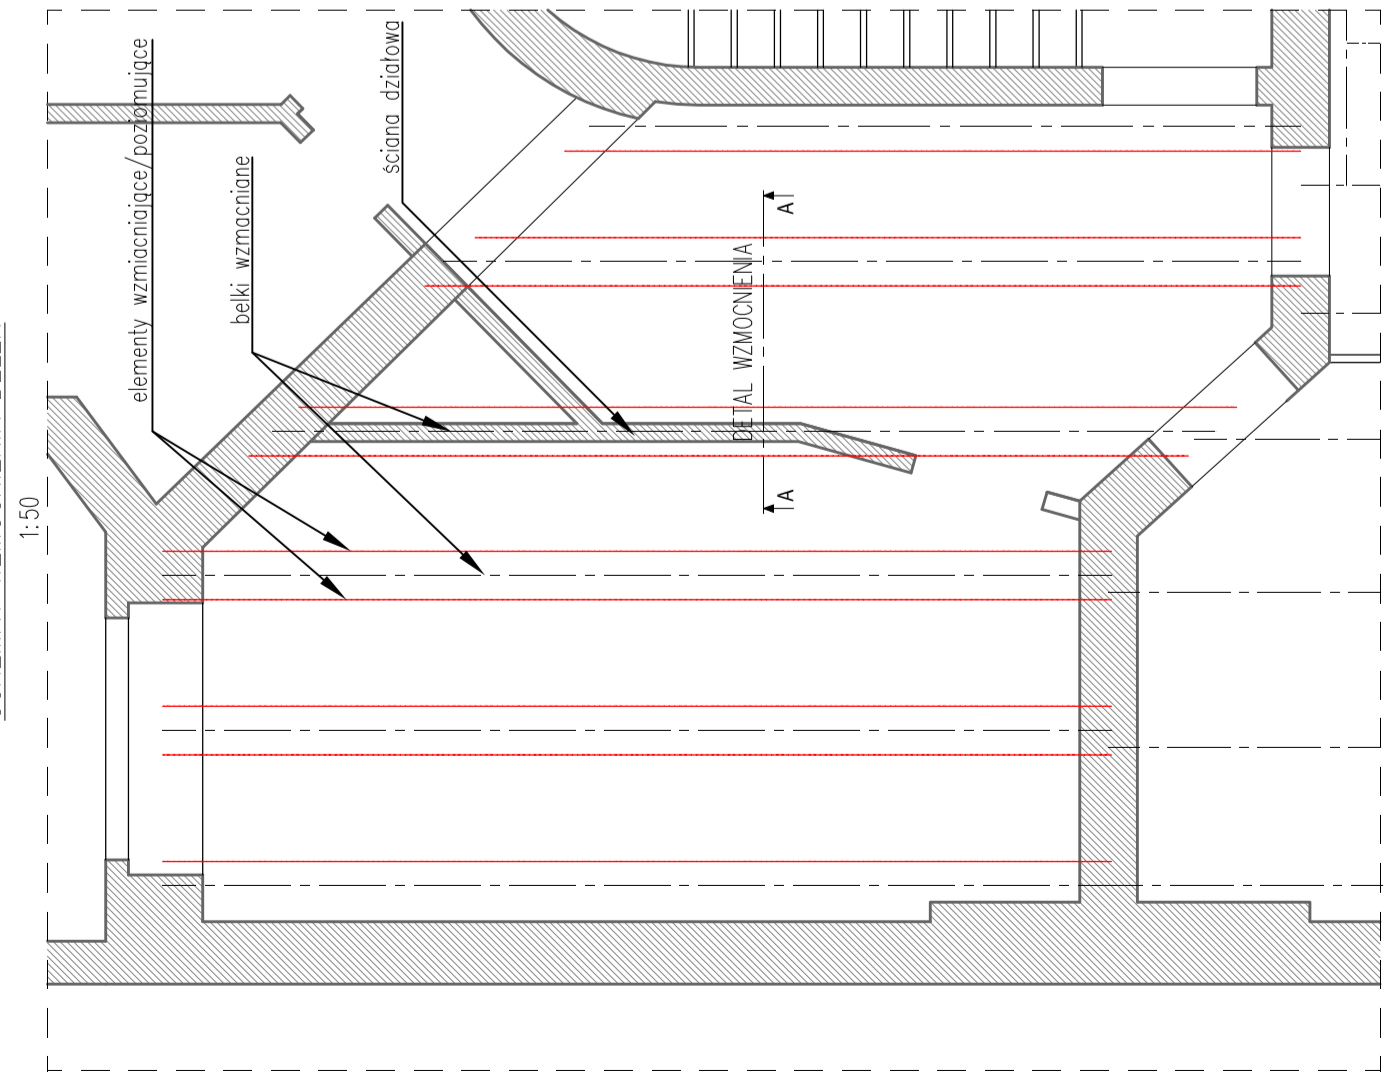 1:50
elementy wzmiacniające/poziomujące
belki wzmacniane
ściana działowa
DETAL WZMOCNIENIA
A
A